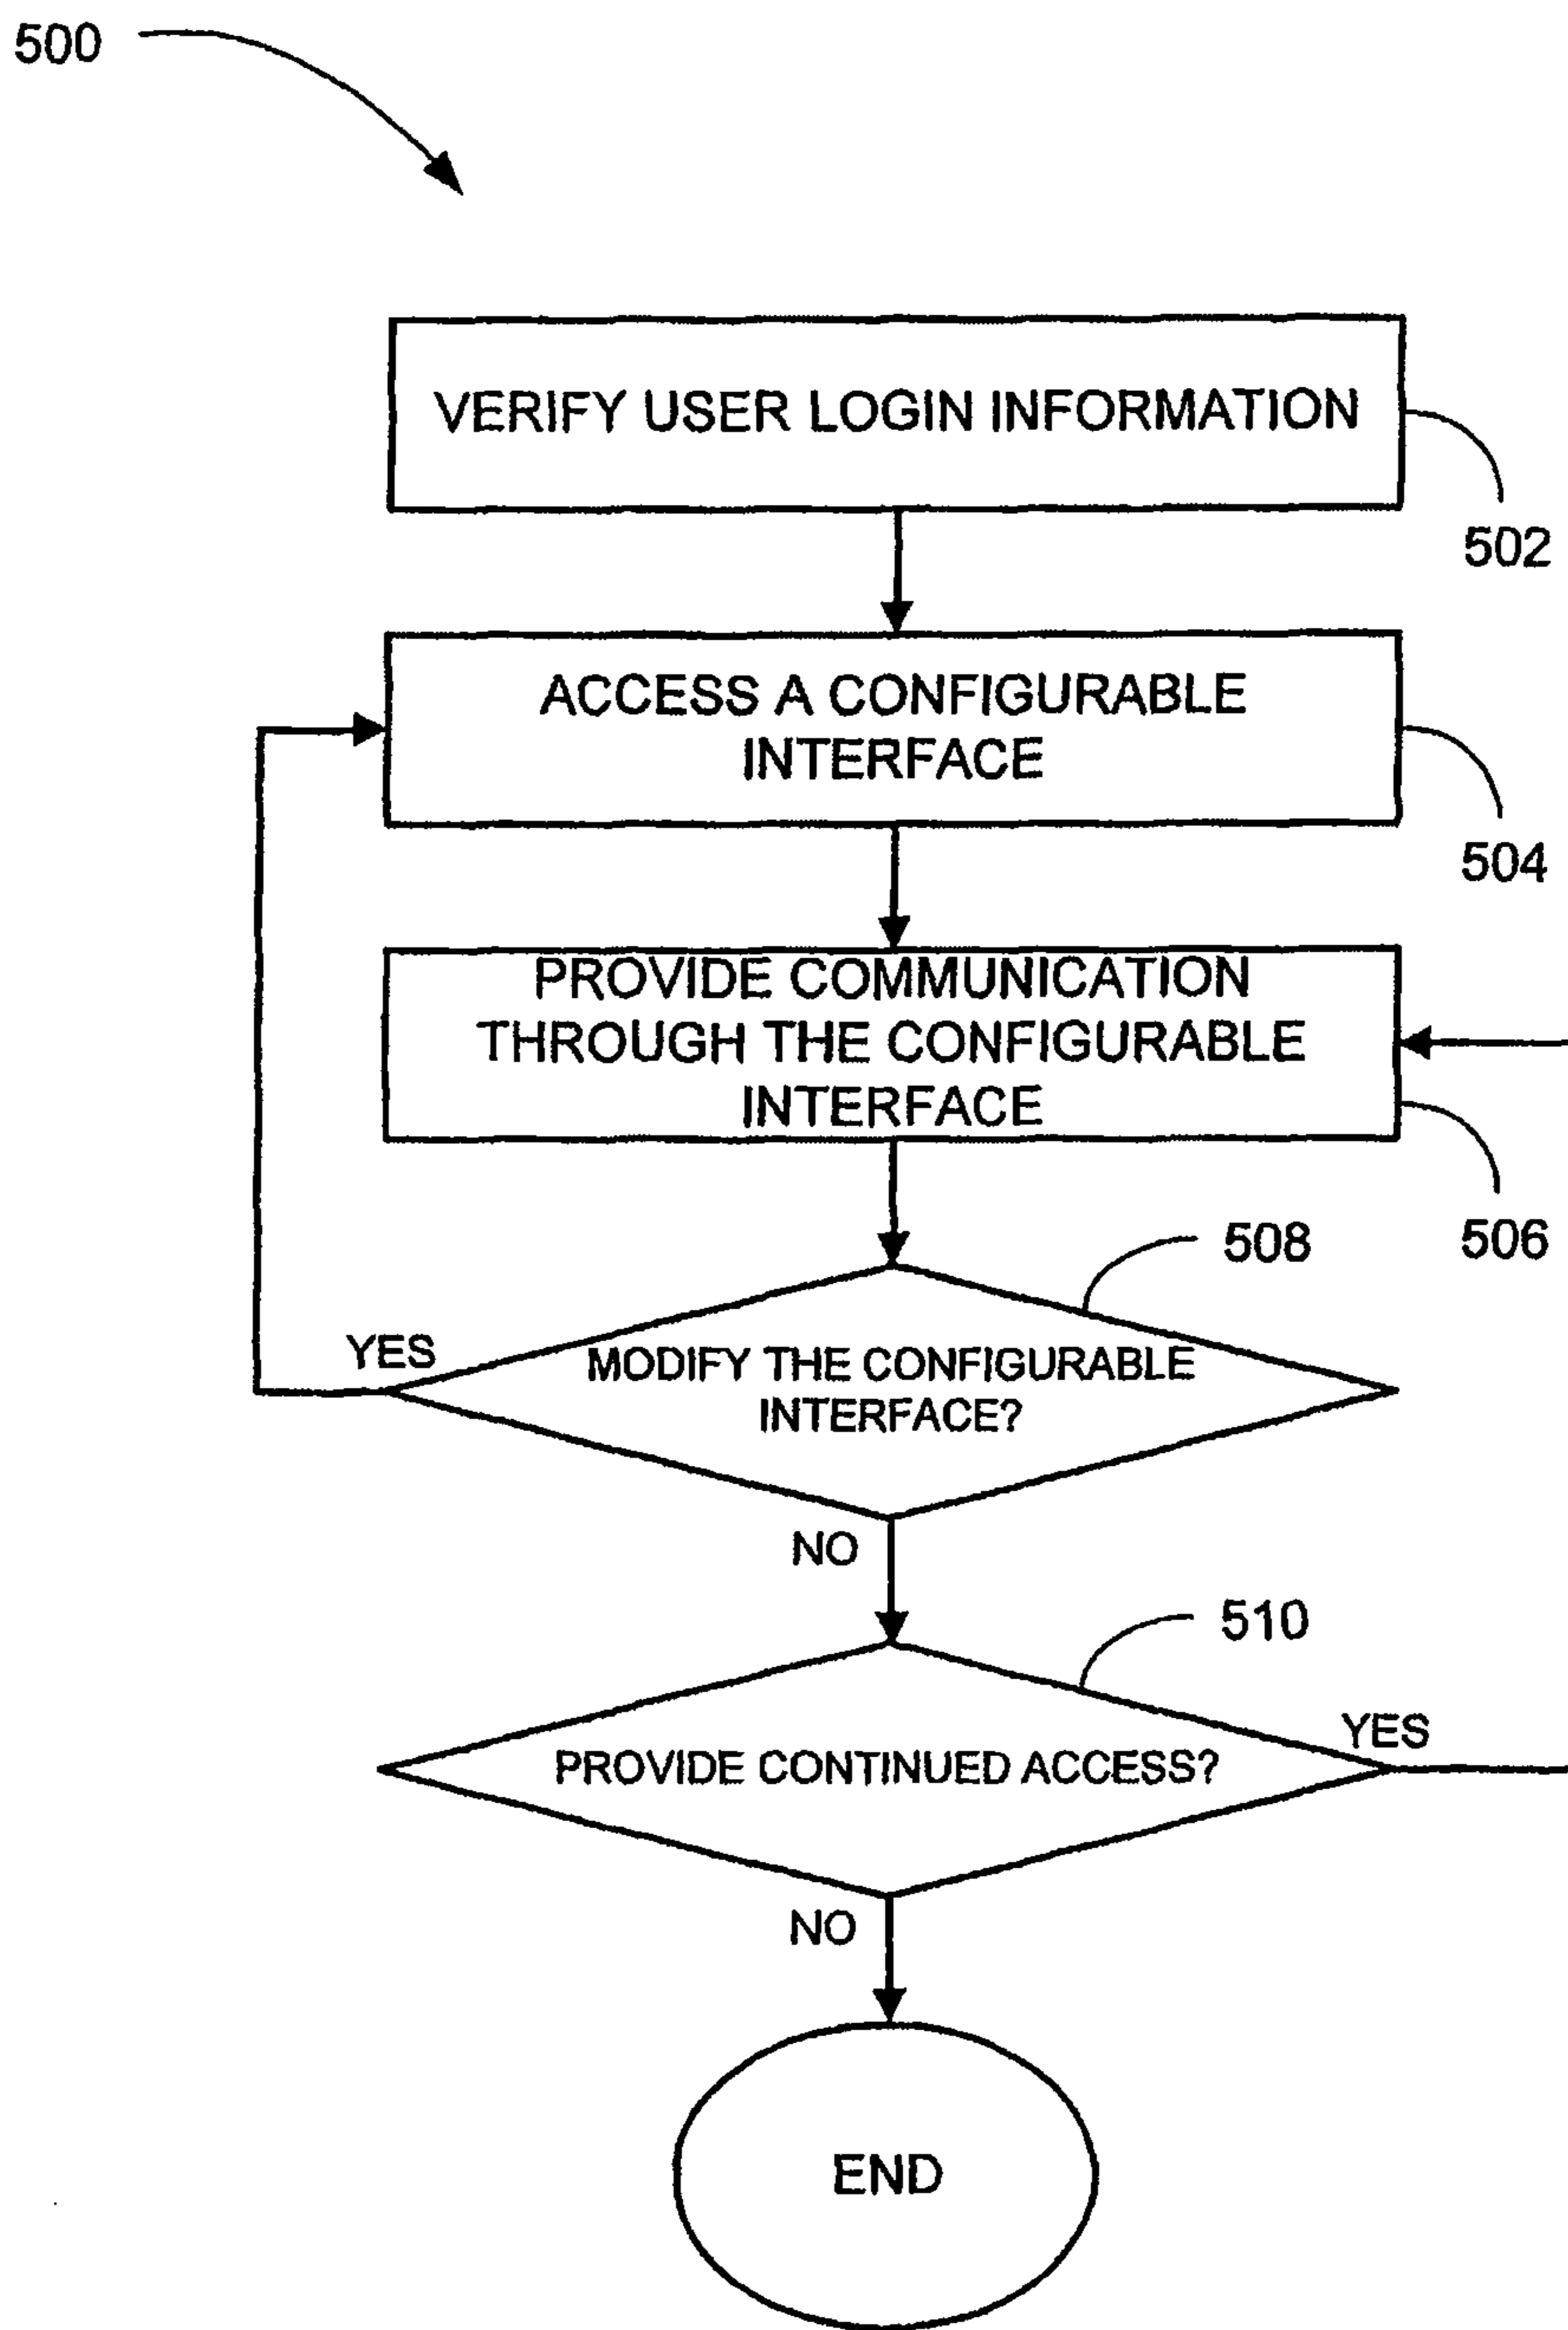 500
VERIFY USER LOGIN INFORMATION
502
ACCESS A CONFIGURABLE
INTERFACE
504
PROVIDE COMMUNICATION
THROUGH THE CONFIGURABLE
INTERFACE
506
508
YES
MODIFY THE CONFIGURABLE
INTERFACE?
NO
510
YES
PROVIDE CONTINUED ACCESS?
NO
END